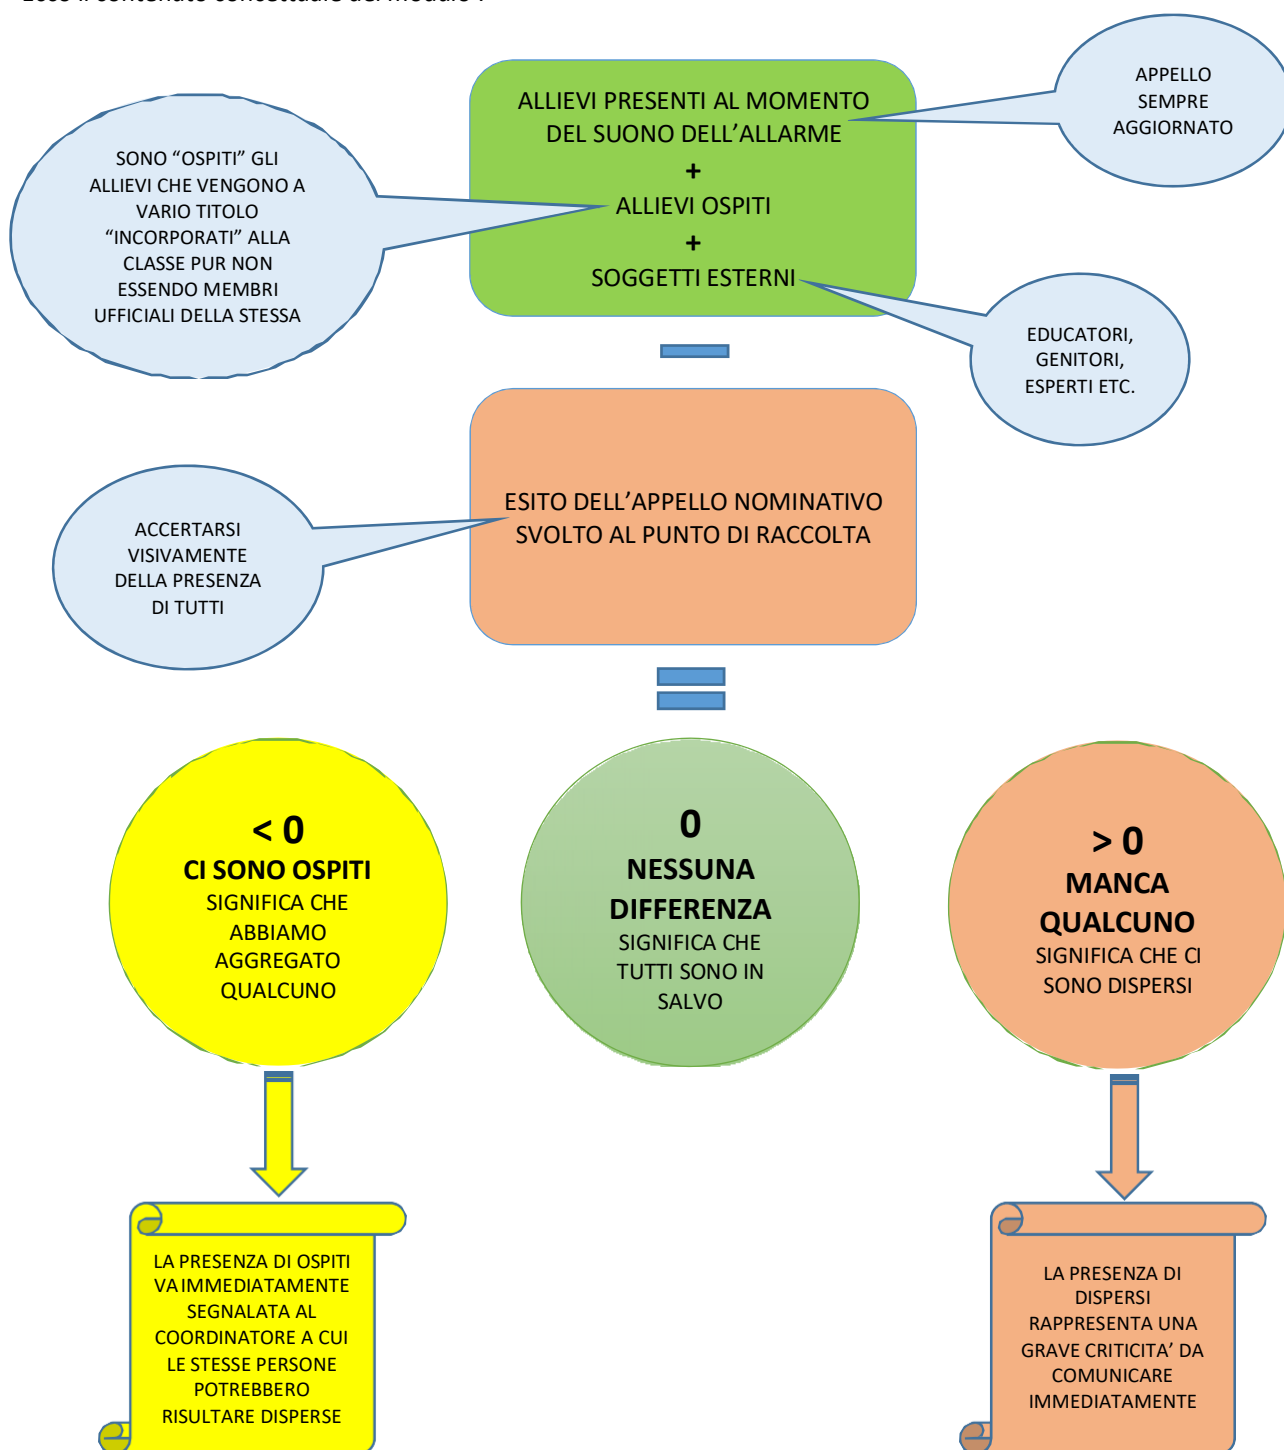 ALLIEVI PRESENTI AL MOMENTO
DEL SUONO DELL’ALLARME
+
ALLIEVI OSPITI
+
SOGGETTI ESTERNI
APPELLO
SEMPRE
AGGIORNATO
SONO “OSPITI” GLI
ALLIEVI CHE VENGONO A
VARIO TITOLO
“INCORPORATI” ALLA
CLASSE PUR NON
ESSENDO MEMBRI
UFFICIALI DELLA STESSA
EDUCATORI,
GENITORI,
ESPERTI ETC.
ESITO DELL’APPELLO NOMINATIVO
SVOLTO AL PUNTO DI RACCOLTA
ACCERTARSI
VISIVAMENTE
DELLA PRESENZA
DI TUTTI
< 0
CI SONO OSPITI
SIGNIFICA CHE
ABBIAMO
AGGREGATO
QUALCUNO
0
NESSUNA
DIFFERENZA
SIGNIFICA CHE
TUTTI SONO IN
SALVO
> 0
MANCA
QUALCUNO
SIGNIFICA CHE CI
SONO DISPERSI
LA PRESENZA DI OSPITI
VA IMMEDIATAMENTE
SEGNALATA AL
COORDINATORE A CUI
LE STESSE PERSONE
POTREBBERO
RISULTARE DISPERSE
LA PRESENZA DI
DISPERSI
RAPPRESENTA UNA
GRAVE CRITICITA’ DA
COMUNICARE
IMMEDIATAMENTE